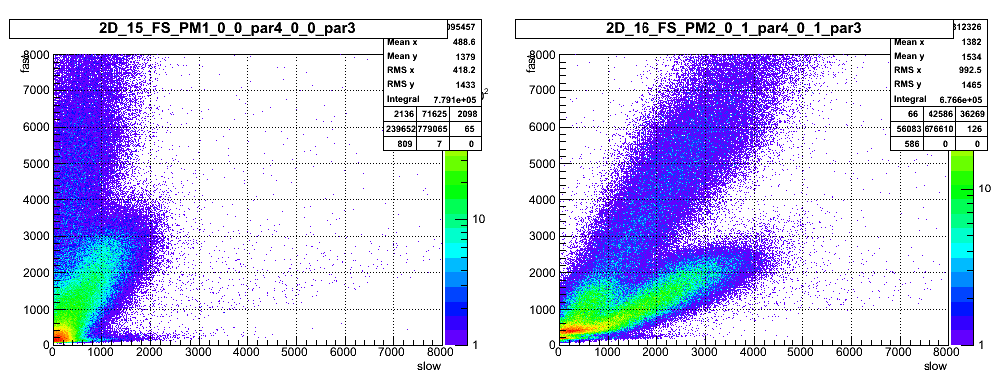 2D_15_FS_PM1_0_0_par4_0_0_par3
Mean x 488.6
Mean y 1379
RMS x 418.2
RMS y 1433
Integral 7.791e+05
2136 71625 2098
239652 779065 65
809 7 0
8000
7000
6000
5000
4000
3000
2000
1000
0
0 1000 2000 3000 4000 5000 6000 7000 8000
slow
10
1
2D_16_FS_PM2_0_1_par4_0_1_par3
Mean x 1382
Mean y 1534
RMS x 992.5
RMS y 1465
Integral 6.766e+05
66 42586 36269
56083 676610 126
586 0 0
8000
7000
6000
5000
4000
3000
2000
1000
0
0 1000 2000 3000 4000 5000 6000 7000 8000
slow
10
1